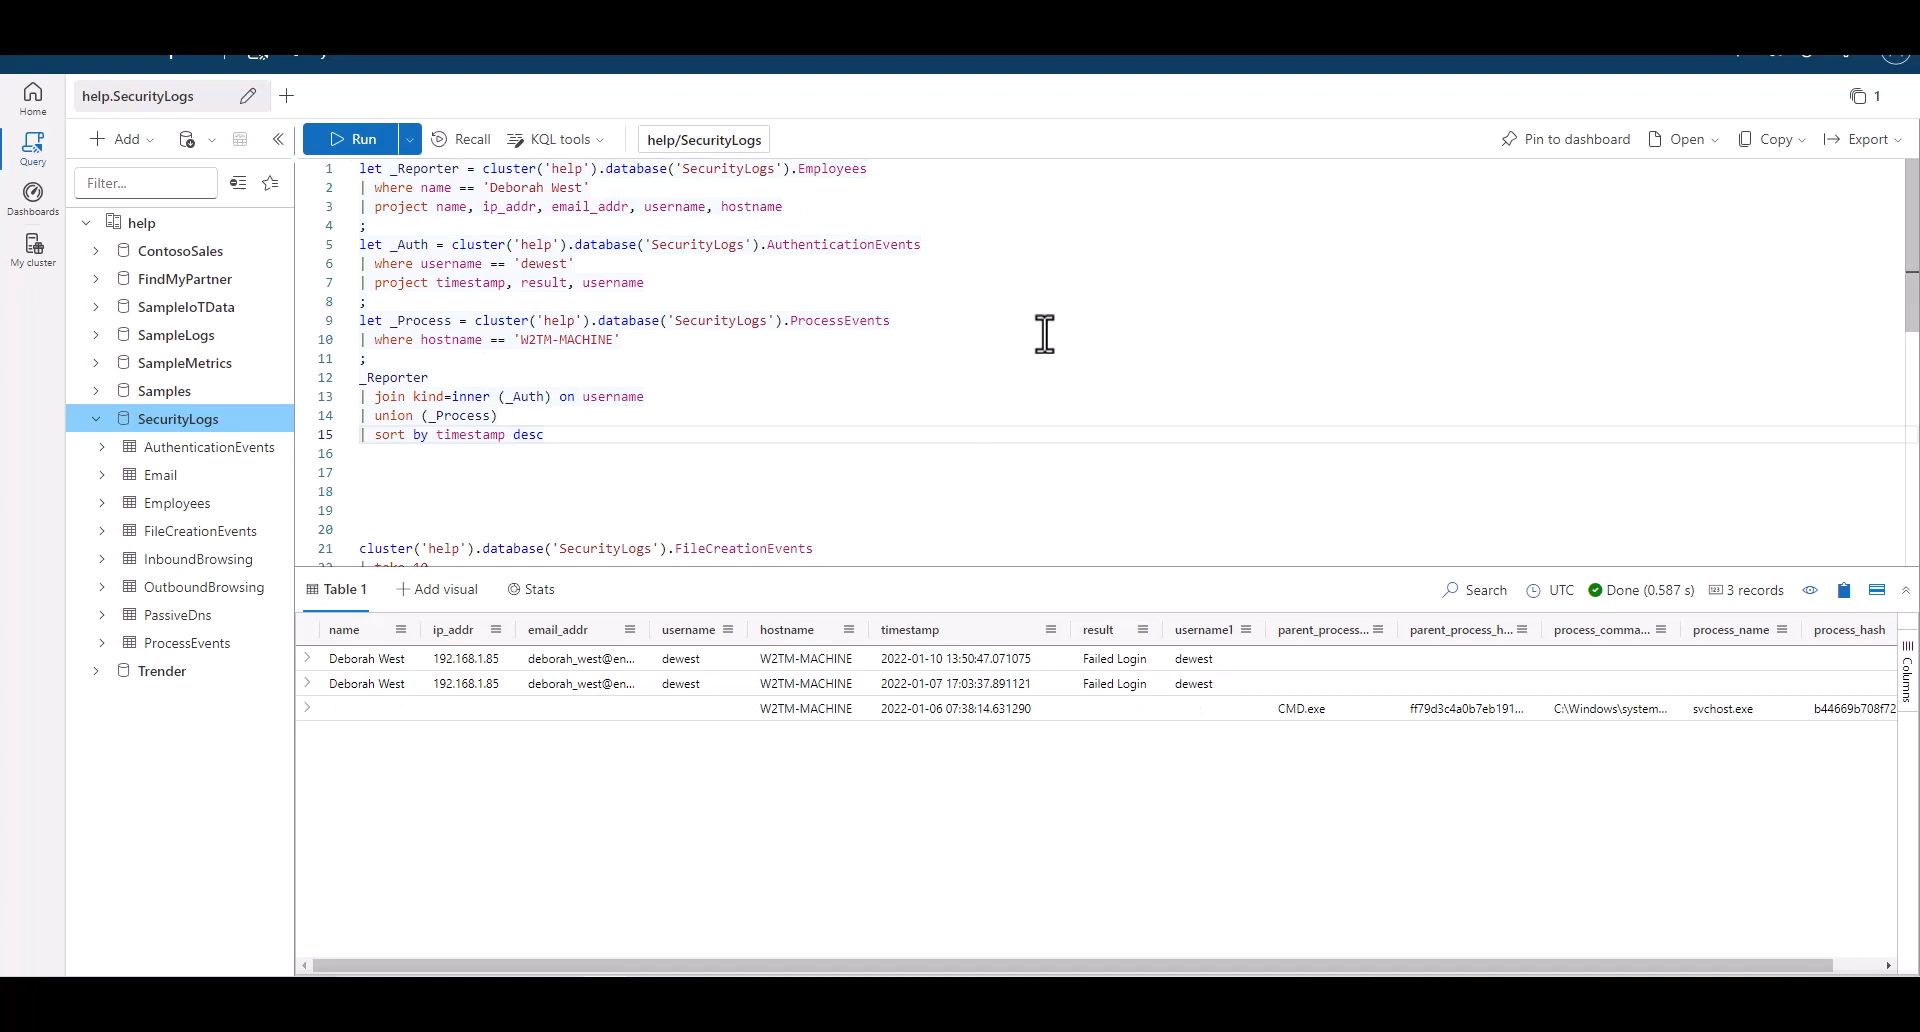 help.SecurityLogs
1
Home
Add
Run
Recall
KQL tools
help/SecurityLogs
Pin to dashboard
Open
Copy
Export
Query
Filter...
Dashboards
My cluster
help
ContosoSales
FindMyPartner
SampleIoTData
SampleLogs
SampleMetrics
Samples
SecurityLogs
AuthenticationEvents
Email
Employees
FileCreationEvents
InboundBrowsing
OutboundBrowsing
PassiveDns
ProcessEvents
Trender
1 let _Reporter = cluster('help').database('SecurityLogs').Employees
2 | where name == 'Deborah West'
3 | project name, ip_addr, email_addr, username, hostname
4 ;
5 let _Auth = cluster('help').database('SecurityLogs').AuthenticationEvents
6 | where username == 'dewest'
7 | project timestamp, result, username
8 ;
9 let _Process = cluster('help').database('SecurityLogs').ProcessEvents
10 | where hostname == 'W2TM-MACHINE'
11 ;
12 _Reporter
13 | join kind=inner (_Auth) on username
14 | union (_Process)
15 | sort by timestamp desc
16
17
18
19
20
21 cluster('help').database('SecurityLogs').FileCreationEvents
22 | take 10
Table 1
Add visual
Stats
Search
UTC
Done (0.587 s)
3 records
name ip_addr email_addr username hostname timestamp result username1 parent_process... parent_process_h... process_comma... process_name process_hash
Deborah West 192.168.1.85 deborah_west@en... dewest W2TM-MACHINE 2022-01-10 13:50:47.071075 Failed Login dewest
Deborah West 192.168.1.85 deborah_west@en... dewest W2TM-MACHINE 2022-01-07 17:03:37.891121 Failed Login dewest
W2TM-MACHINE 2022-01-06 07:38:14.631290 CMD.exe ff79d3c4a0b7eb191... C:\Windows\system... svchost.exe b44669b708f72
Columns